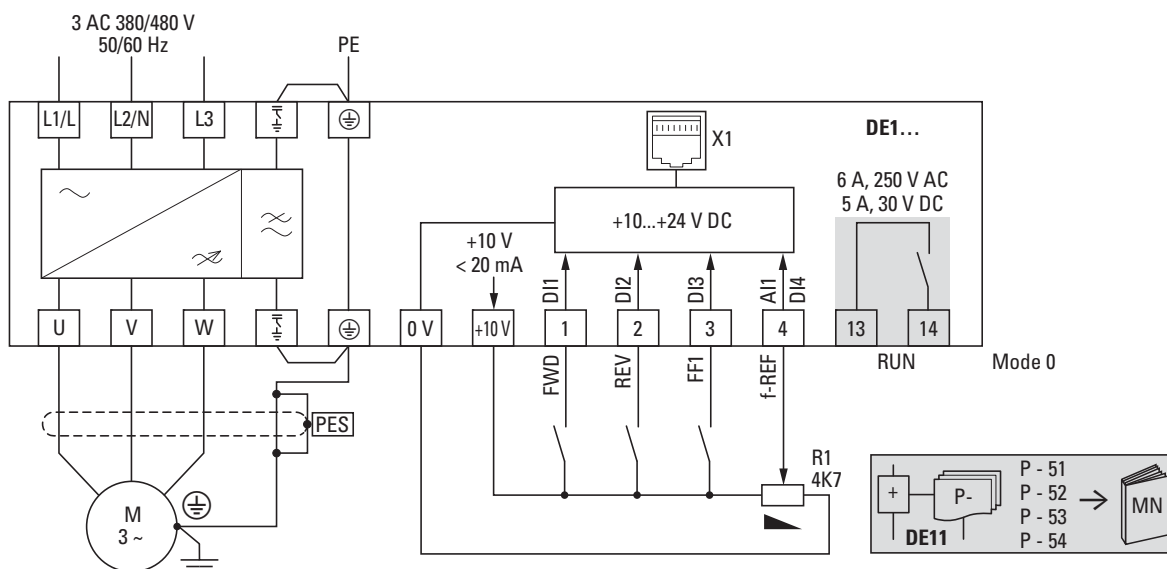 3 AC 380/480 V
50/60 Hz
PE
L1/L
L2/N
L3
X1
DE1...
6 A, 250 V AC
5 A, 30 V DC
+10...+24 V DC
+10 V
< 20 mA
DI1
DI2
DI3
AI1
DI4
U
V
W
0 V
+10 V
1
2
3
4
13
14
FWD
REV
FF1
f-REF
RUN
Mode 0
PES
R1
4K7
M
3 ~
+
P-
DE11
P - 51
P - 52
P - 53
P - 54
MN